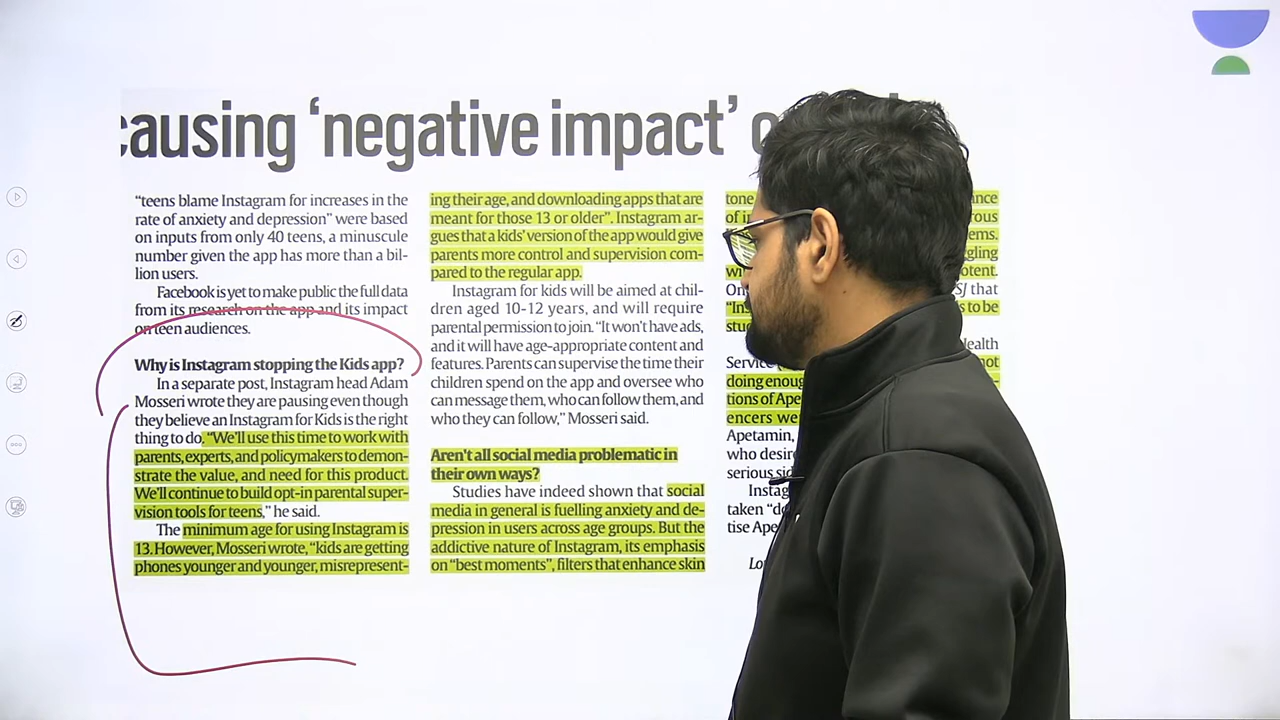 causing ‘negative impact’
“teens blame Instagram for increases in the
rate of anxiety and depression” were based
on inputs from only 40 teens, a minuscule
number given the app has more than a bil-
lion users.
Facebook is yet to make public the full data
from its research on the app and its impact
on teen audiences.
Why is Instagram stopping the Kids app?
In a separate post, Instagram head Adam
Mosseri wrote they are pausing even though
they believe an Instagram for Kids is the right
thing to do. “We’ll use this time to work with
parents, experts, and policymakers to demon-
strate the value, and need for this product.
We’ll continue to build opt-in parental super-
vision tools for teens,” he said.
The minimum age for using Instagram is
13. However, Mosseri wrote, “kids are getting
phones younger and younger, misrepresent-
ing their age, and downloading apps that are
meant for those 13 or older”. Instagram ar-
gues that a kids’ version of the app would give
parents more control and supervision com-
pared to the regular app.
Instagram for kids will be aimed at chil-
dren aged 10-12 years, and will require
parental permission to join. “It won’t have ads,
and it will have age-appropriate content and
features. Parents can supervise the time their
children spend on the app and oversee who
can message them, who can follow them, and
who they can follow,” Mosseri said.
Aren’t all social media problematic in
their own ways?
Studies have indeed shown that social
media in general is fuelling anxiety and de-
pression in users across age groups. But the
addictive nature of Instagram, its emphasis
on “best moments”, filters that enhance skin
tone
of
that
to be
Service not
doing
tions of
Apetamin,
who
serious
taken